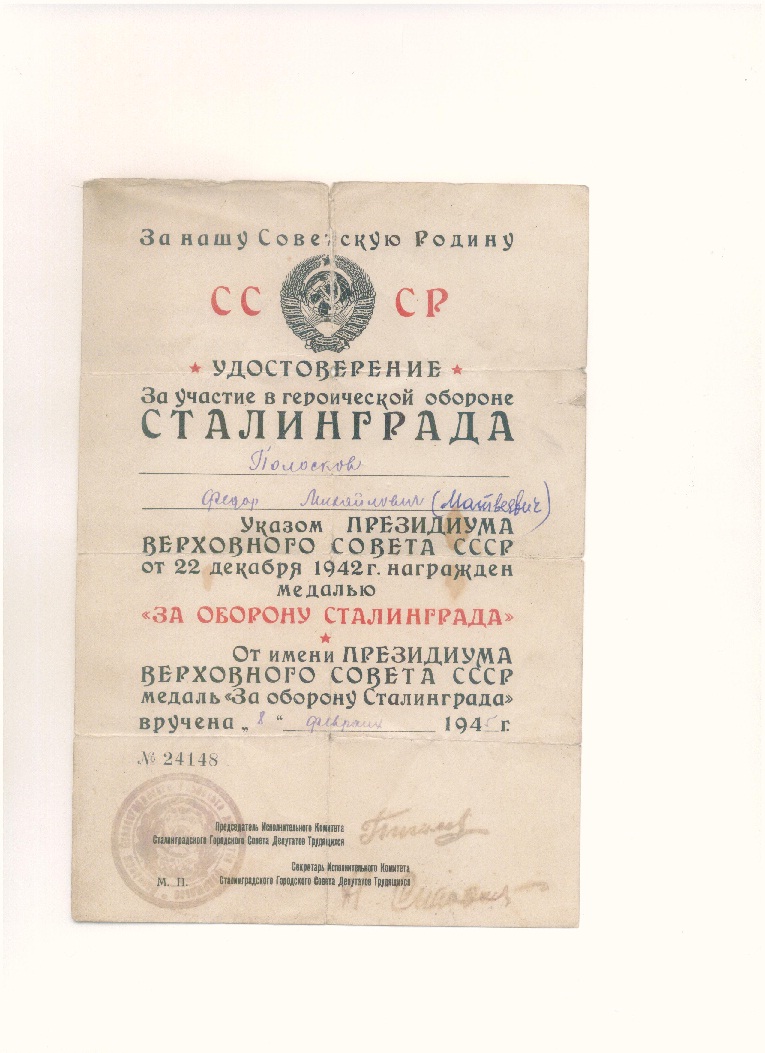 За нашу Советскую Родину
СС СР
УДОСТОВЕРЕНИЕ
За участие в героической обороне
СТАЛИНГРАДА
Полосков
Федор Михайлович (Матвеевич)
Указом ПРЕЗИДИУМА
ВЕРХОВНОГО СОВЕТА СССР
от 22 декабря 1942 г. награжден
медалью
«ЗА ОБОРОНУ СТАЛИНГРАДА»
От имени ПРЕЗИДИУМА
ВЕРХОВНОГО СОВЕТА СССР
медаль «За оборону Сталинграда»
вручена „8“ февраля 1945 г.
№ 24148
Председатель Исполнительного Комитета
Сталинградского Городского Совета Депутатов Трудящихся
Секретарь Исполнительного Комитета
М. П. Сталинградского Городского Совета Депутатов Трудящихся